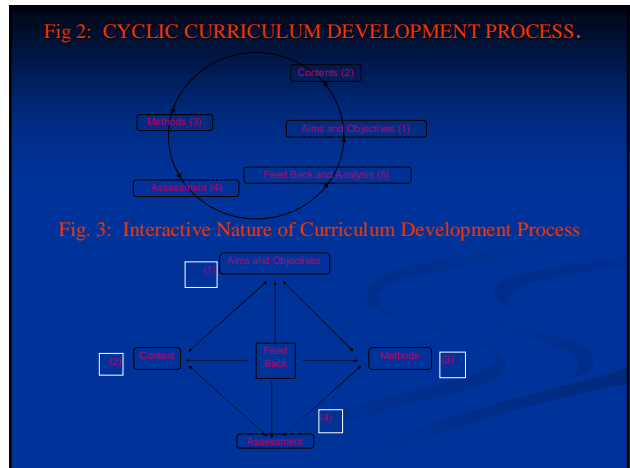 Fig 2: CYCLIC CURRICULUM DEVELOPMENT PROCESS.
Contents (2)
Methods (3)
Aims and Objectives (1)
Feed Back and Analysis (5)
Assessment (4)
Fig. 3: Interactive Nature of Curriculum Development Process
(1)
Aims and Objectives
(2)
Content
Feed
Back
Methods
(3)
(4)
Assessment